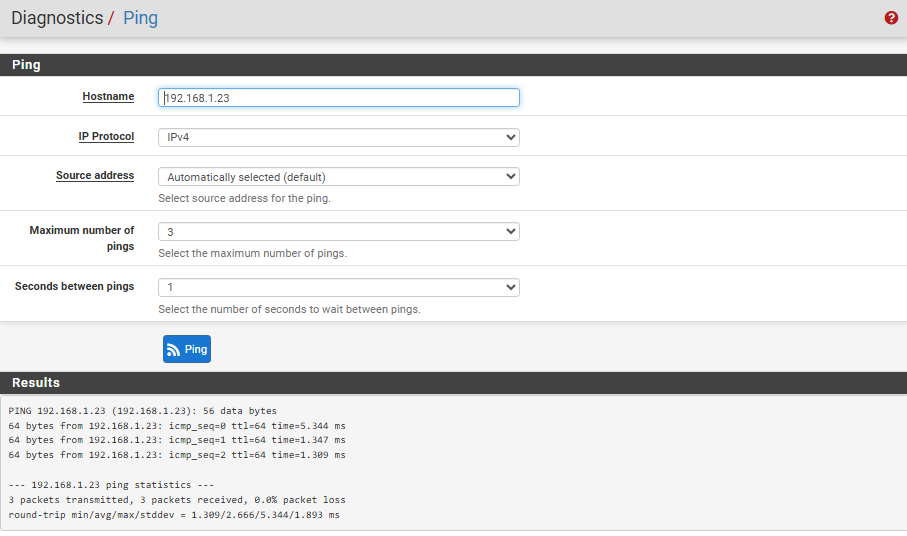 Diagnostics / Ping
Ping
Hostname
192.168.1.23
IP Protocol
IPv4
Source address
Automatically selected (default)
Select source address for the ping.
Maximum number of
pings
3
Select the maximum number of pings.
Seconds between pings
1
Select the number of seconds to wait between pings.
Ping
Results
PING 192.168.1.23 (192.168.1.23): 56 data bytes
64 bytes from 192.168.1.23: icmp_seq=0 ttl=64 time=5.344 ms
64 bytes from 192.168.1.23: icmp_seq=1 ttl=64 time=1.347 ms
64 bytes from 192.168.1.23: icmp_seq=2 ttl=64 time=1.309 ms
--- 192.168.1.23 ping statistics ---
3 packets transmitted, 3 packets received, 0.0% packet loss
round-trip min/avg/max/stddev = 1.309/2.666/5.344/1.893 ms